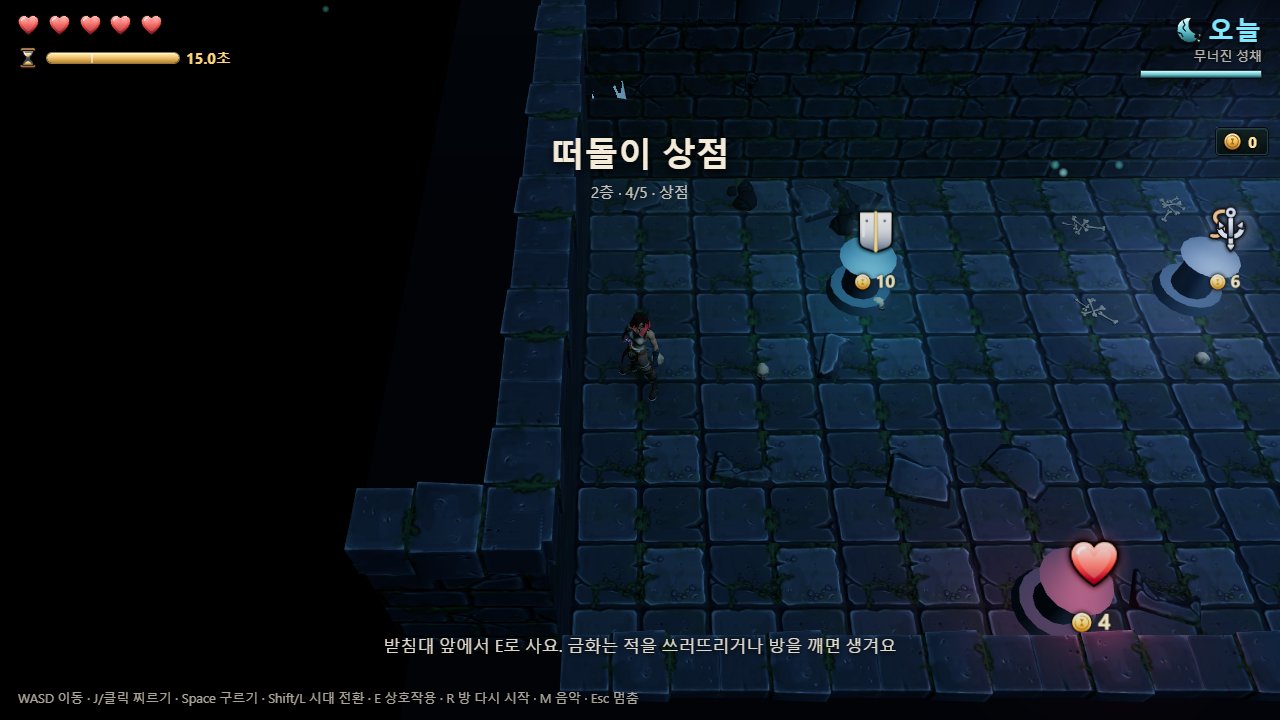 15.0초
오늘
무너진 성채
0
떠돌이 상점
2층 · 4/5 · 상점
10
6
4
받침대 앞에서 E로 사요. 금화는 적을 쓰러뜨리거나 방을 깨면 생겨요
WASD 이동 · J/클릭 찌르기 · Space 구르기 · Shift/L 시대 전환 · E 상호작용 · R 방 다시 시작 · M 음악 · Esc 멈춤